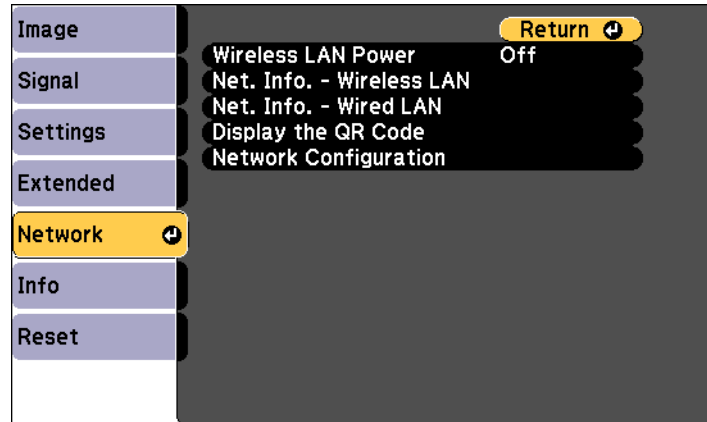 Image
Signal
Settings
Extended
Network
Info
Reset
Return
Wireless LAN Power Off
Net. Info. - Wireless LAN
Net. Info. - Wired LAN
Display the QR Code
Network Configuration